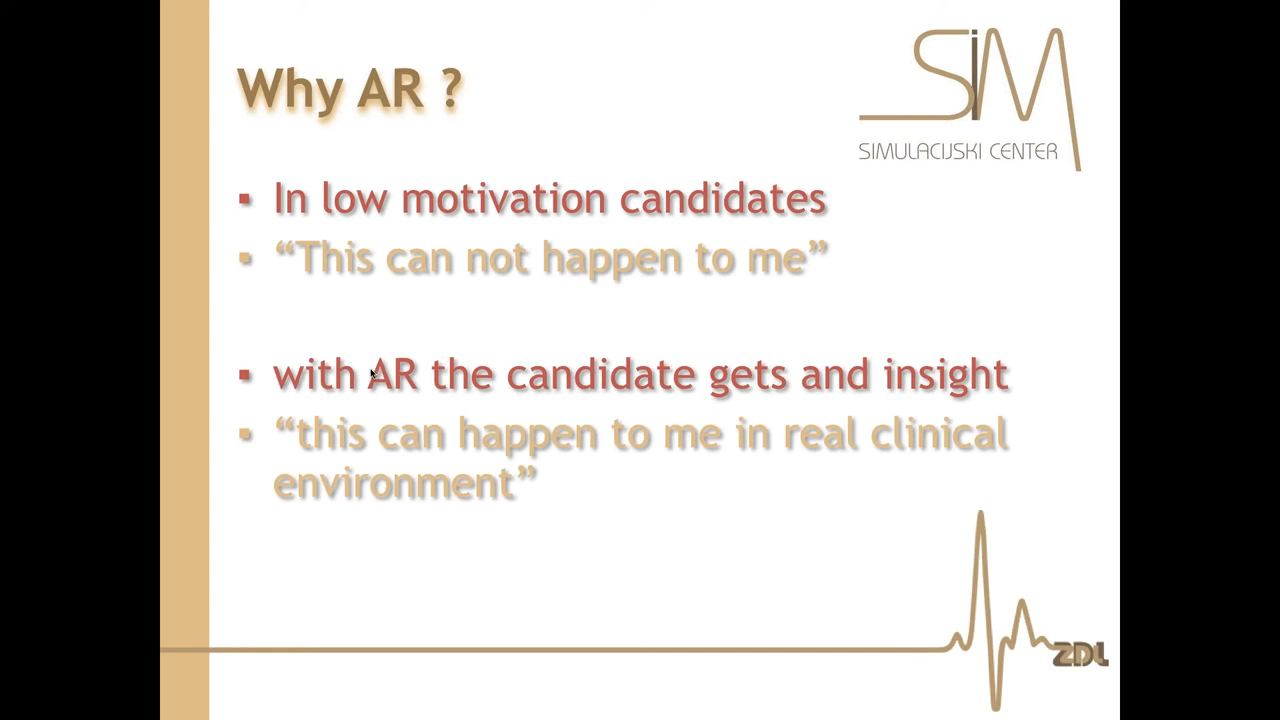 Why AR ?
SiM
SIMULACIJSKI CENTER
▪ In low motivation candidates
▪ “This can not happen to me”
▪ with AR the candidate gets and insight
▪ “this can happen to me in real clinical
environment”
ZDL